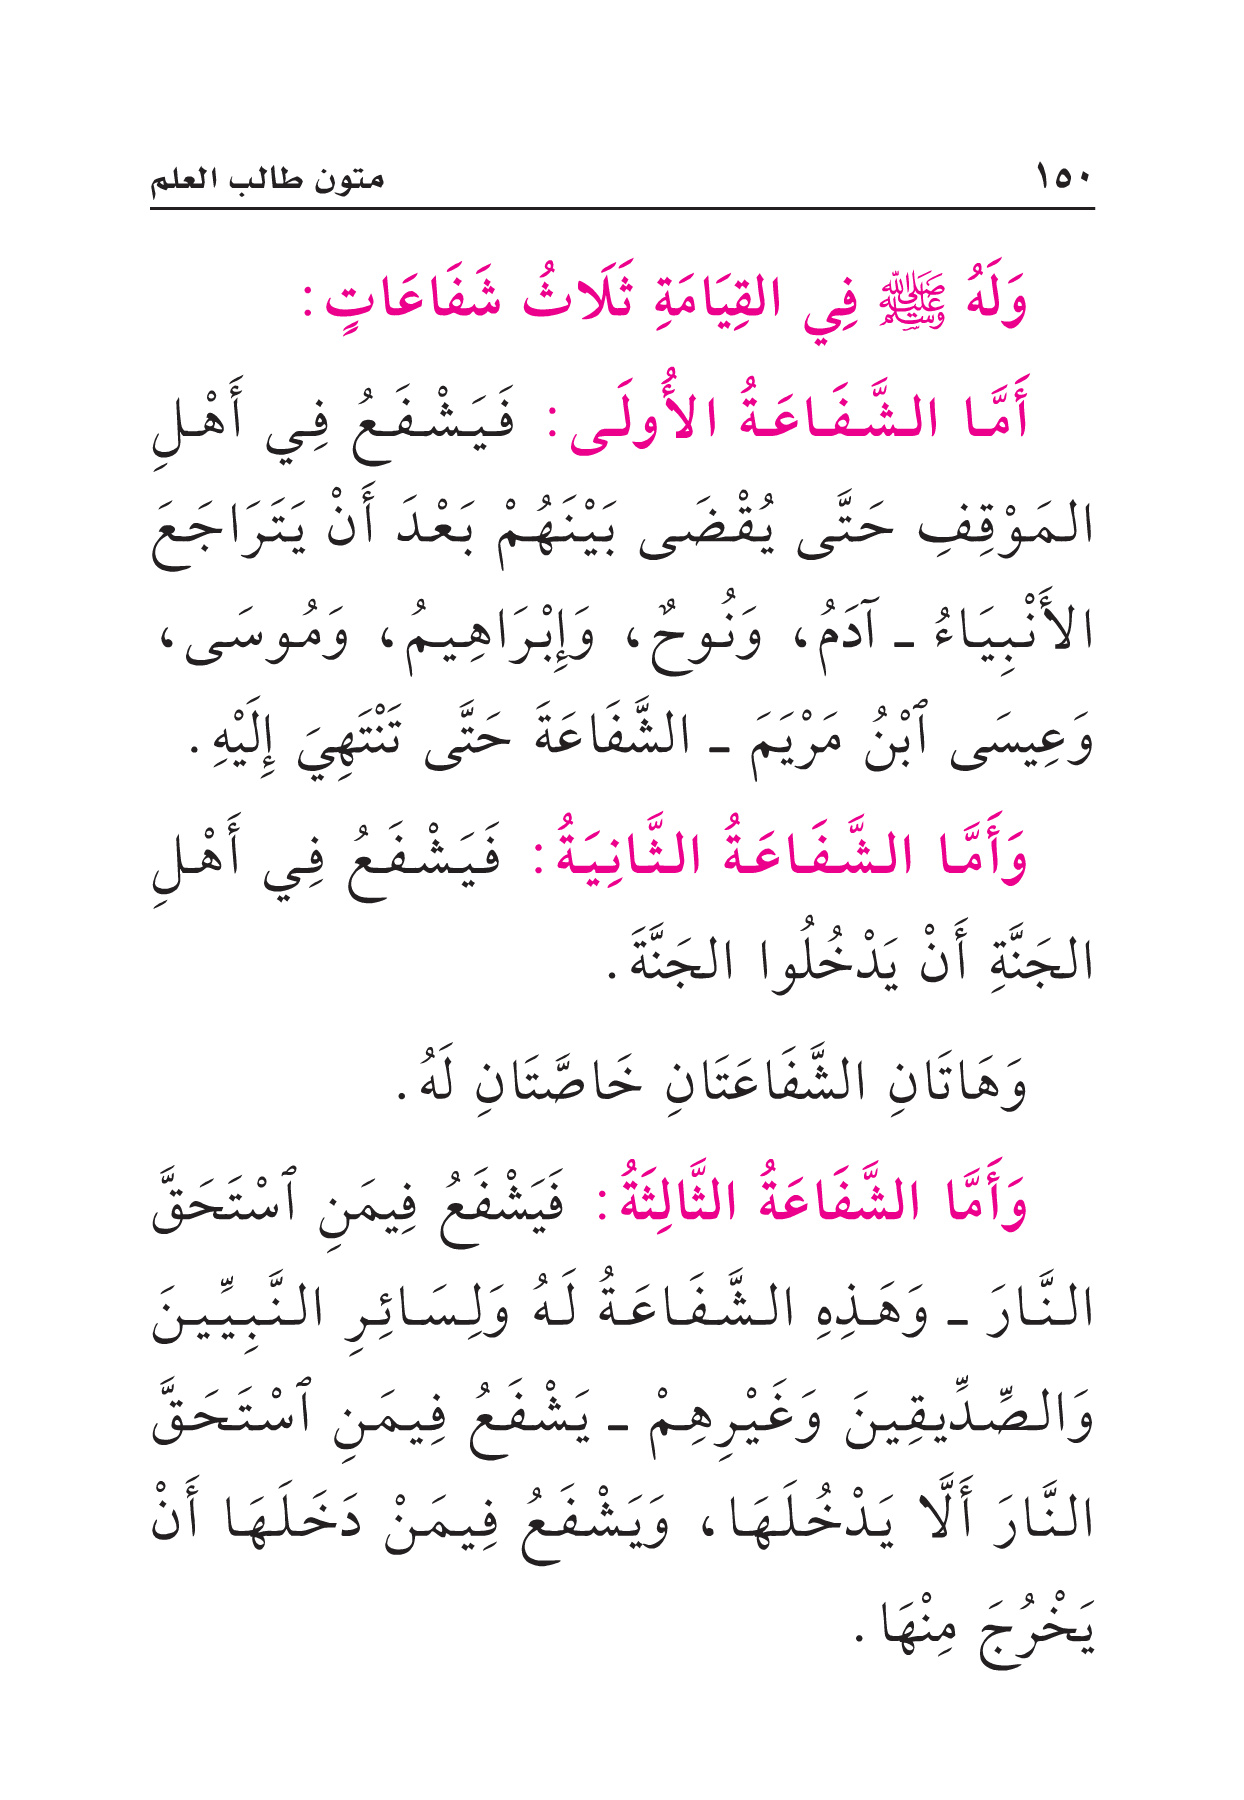 ١٥٠ متون طالب العلم
وَلَهُ ﷺ فِي القِيَامَةِ ثَلَاثُ شَفَاعَاتٍ:
أَمَّا الشَّفَاعَةُ الأُولَى: فَيَشْفَعُ فِي أَهْلِ
المَوْقِفِ حَتَّى يُقْضَى بَيْنَهُمْ بَعْدَ أَنْ يَتَرَاجَعَ
الأَنْبِيَاءُ ـ آدَمُ، وَنُوحٌ، وَإِبْرَاهِيمُ، وَمُوسَى،
وَعِيسَى ٱبْنُ مَرْيَمَ ـ الشَّفَاعَةَ حَتَّى تَنْتَهِيَ إِلَيْهِ.
وَأَمَّا الشَّفَاعَةُ الثَّانِيَةُ: فَيَشْفَعُ فِي أَهْلِ
الجَنَّةِ أَنْ يَدْخُلُوا الجَنَّةَ.
وَهَاتَانِ الشَّفَاعَتَانِ خَاصَّتَانِ لَهُ.
وَأَمَّا الشَّفَاعَةُ الثَّالِثَةُ: فَيَشْفَعُ فِيمَنِ ٱسْتَحَقَّ
النَّارَ ـ وَهَذِهِ الشَّفَاعَةُ لَهُ وَلِسَائِرِ النَّبِيِّينَ
وَالصِّدِّيقِينَ وَغَيْرِهِمْ ـ يَشْفَعُ فِيمَنِ ٱسْتَحَقَّ
النَّارَ أَلَّا يَدْخُلَهَا، وَيَشْفَعُ فِيمَنْ دَخَلَهَا أَنْ
يَخْرُجَ مِنْهَا.